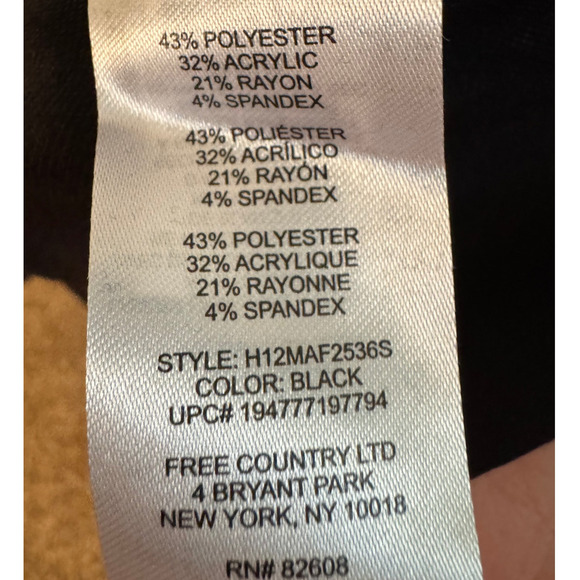 43% POLYESTER
32% ACRYLIC
21% RAYON
4% SPANDEX
43% POLIÉSTER
32% ACRÍLICO
21% RAYÓN
4% SPANDEX
43% POLYESTER
32% ACRYLIQUE
21% RAYONNE
4% SPANDEX
STYLE: H12MAF2536S
COLOR: BLACK
UPC# 194777197794
FREE COUNTRY LTD
4 BRYANT PARK
NEW YORK, NY 10018
RN# 82608